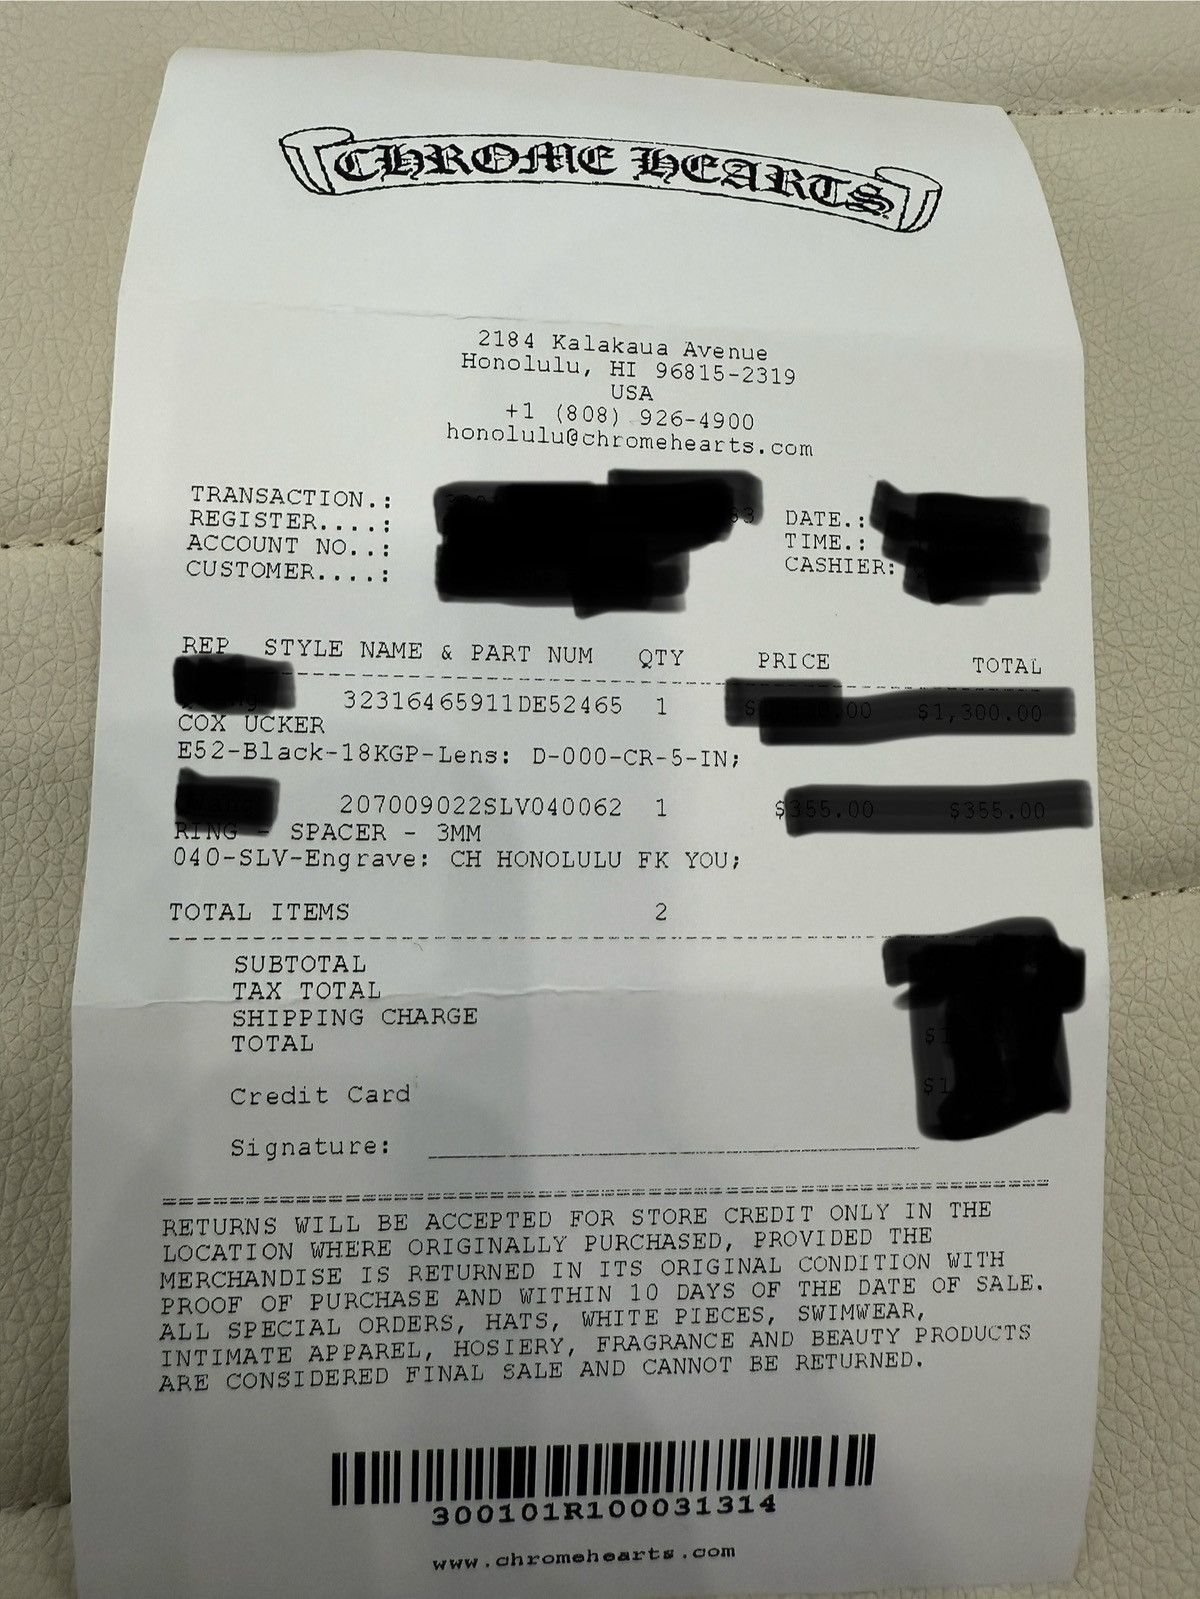 CHROME HEARTS
2184 Kalakaua Avenue
Honolulu, HI 96815-2319
USA
+1 (808) 926-4900
honolulu@chromehearts.com
TRANSACTION.:
REGISTER....: DATE.:
ACCOUNT NO..: TIME.:
CUSTOMER....: CASHIER:
REP STYLE NAME & PART NUM QTY PRICE TOTAL
32316465911DE52465 1 $1,300.00
COX UCKER
E52-Black-18KGP-Lens: D-000-CR-5-IN;
207009022SLV040062 1 $355.00 $355.00
RING - SPACER - 3MM
040-SLV-Engrave: CH HONOLULU FK YOU;
TOTAL ITEMS 2
SUBTOTAL
TAX TOTAL
SHIPPING CHARGE
TOTAL
Credit Card
Signature:
RETURNS WILL BE ACCEPTED FOR STORE CREDIT ONLY IN THE
LOCATION WHERE ORIGINALLY PURCHASED, PROVIDED THE
MERCHANDISE IS RETURNED IN ITS ORIGINAL CONDITION WITH
PROOF OF PURCHASE AND WITHIN 10 DAYS OF THE DATE OF SALE.
ALL SPECIAL ORDERS, HATS, WHITE PIECES, SWIMWEAR,
INTIMATE APPAREL, HOSIERY, FRAGRANCE AND BEAUTY PRODUCTS
ARE CONSIDERED FINAL SALE AND CANNOT BE RETURNED.
300101R100031314
www.chromehearts.com